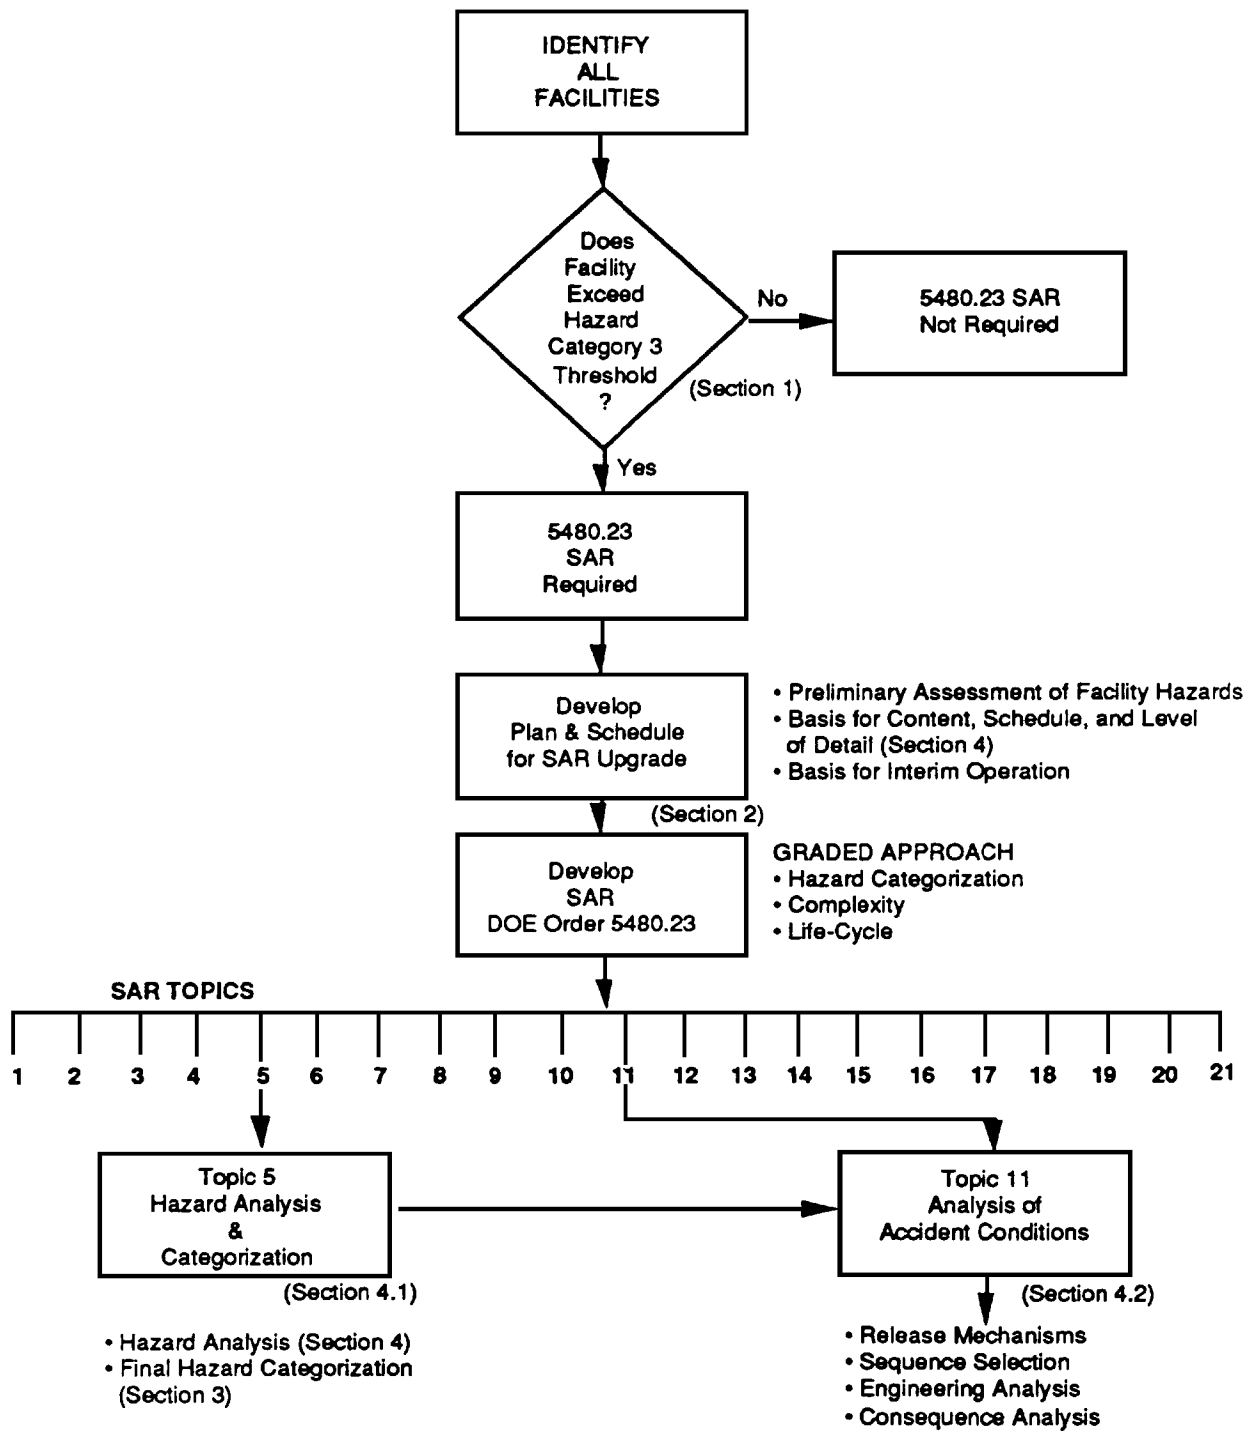 IDENTIFY
ALL
FACILITIES
Does
Facility
Exceed
Hazard
Category 3
Threshold
?
No
5480.23 SAR
Not Required
(Section 1)
Yes
5480.23
SAR
Required
Develop
Plan & Schedule
for SAR Upgrade
• Preliminary Assessment of Facility Hazards
• Basis for Content, Schedule, and Level
of Detail (Section 4)
• Basis for Interim Operation
(Section 2)
Develop
SAR
DOE Order 5480.23
GRADED APPROACH
• Hazard Categorization
• Complexity
• Life-Cycle
SAR TOPICS
1 2 3 4 5 6 7 8 9 10 11 12 13 14 15 16 17 18 19 20 21
Topic 5
Hazard Analysis
&
Categorization
(Section 4.1)
• Hazard Analysis (Section 4)
• Final Hazard Categorization
(Section 3)
Topic 11
Analysis of
Accident Conditions
(Section 4.2)
• Release Mechanisms
• Sequence Selection
• Engineering Analysis
• Consequence Analysis